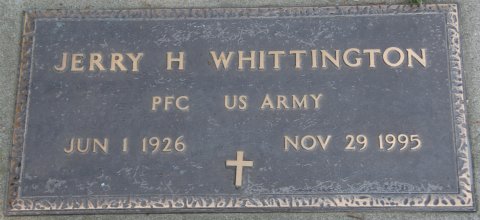 JERRY H WHITTINGTON
PFC US ARMY
JUN 1 1926 NOV 29 1995